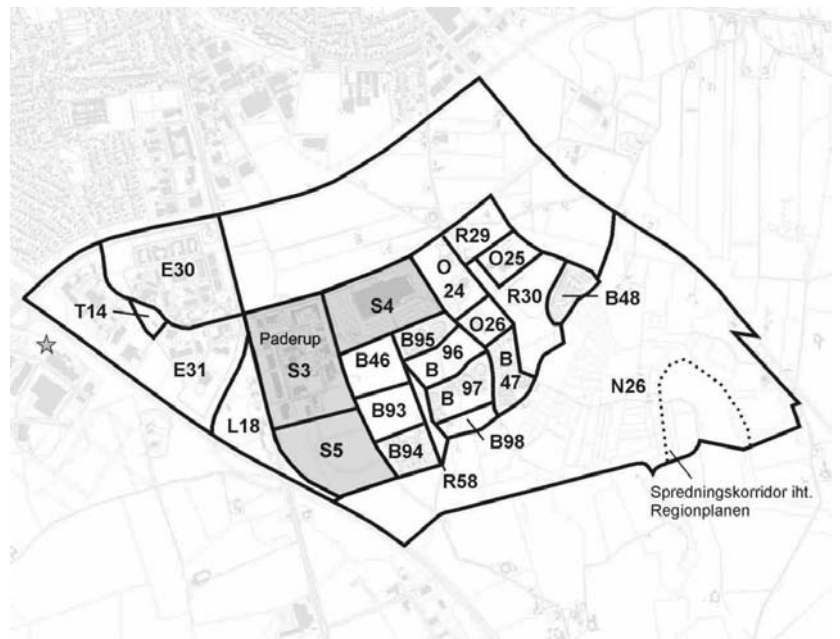 R29
E30
O
24
O25
S4
R30
B48
T14
O26
Paderup
S3
B95
B46
96
B
B
47
E31
97
B
N26
B93
L18
B98
B94
S5
R58
Spredningskorridor iht.
Regionplanen